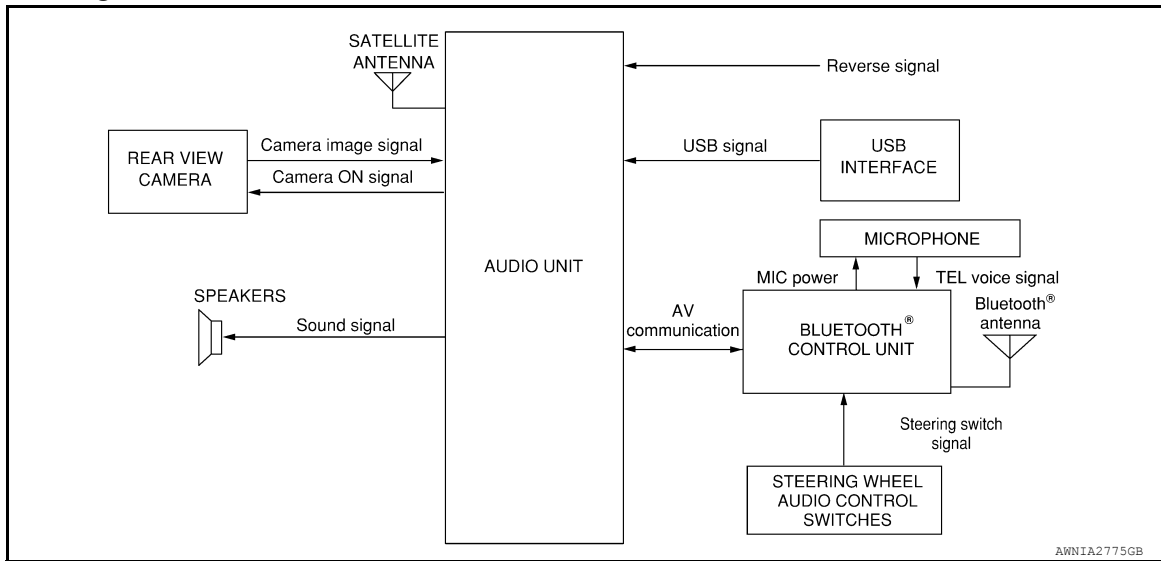 SATELLITE
ANTENNA
Reverse signal
REAR VIEW
CAMERA
Camera image signal
Camera ON signal
USB signal
USB
INTERFACE
AUDIO UNIT
MICROPHONE
MIC power
TEL voice signal
SPEAKERS
Sound signal
AV
communication
BLUETOOTH®
CONTROL UNIT
Bluetooth®
antenna
Steering switch
signal
STEERING WHEEL
AUDIO CONTROL
SWITCHES
AWNIA2775GB